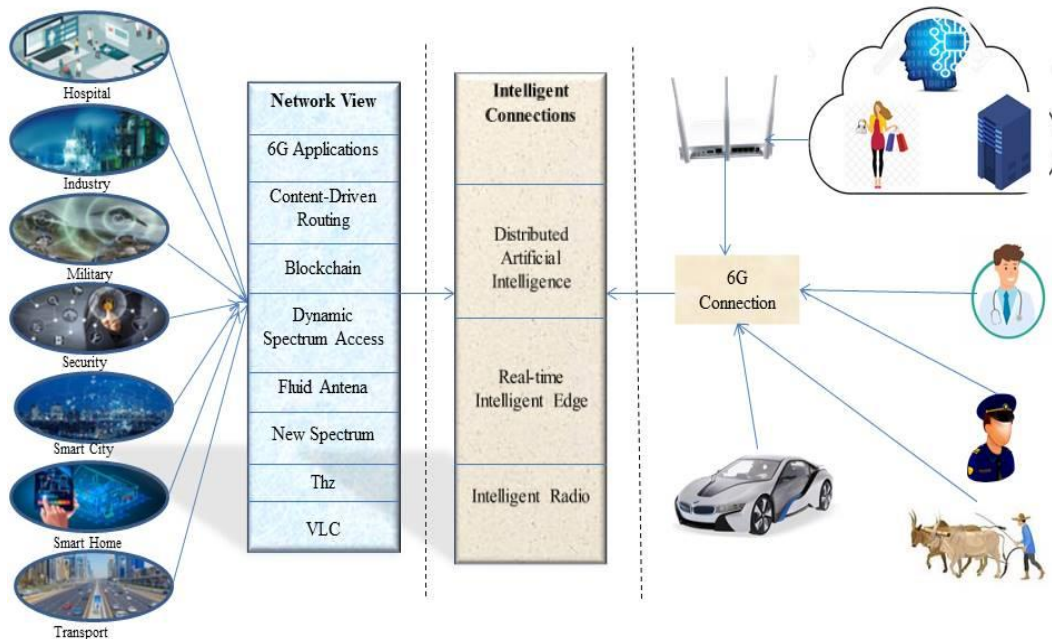 Hospital
Industry
Military
Security
Smart City
Smart Home
Transport
Network View
6G Applications
Content-Driven
Routing
Blockchain
Dynamic
Spectrum Access
Fluid Antena
New Spectrum
Thz
VLC
Intelligent
Connections
Distributed
Artificial
Intelligence
Real-time
Intelligent Edge
Intelligent Radio
6G
Connection